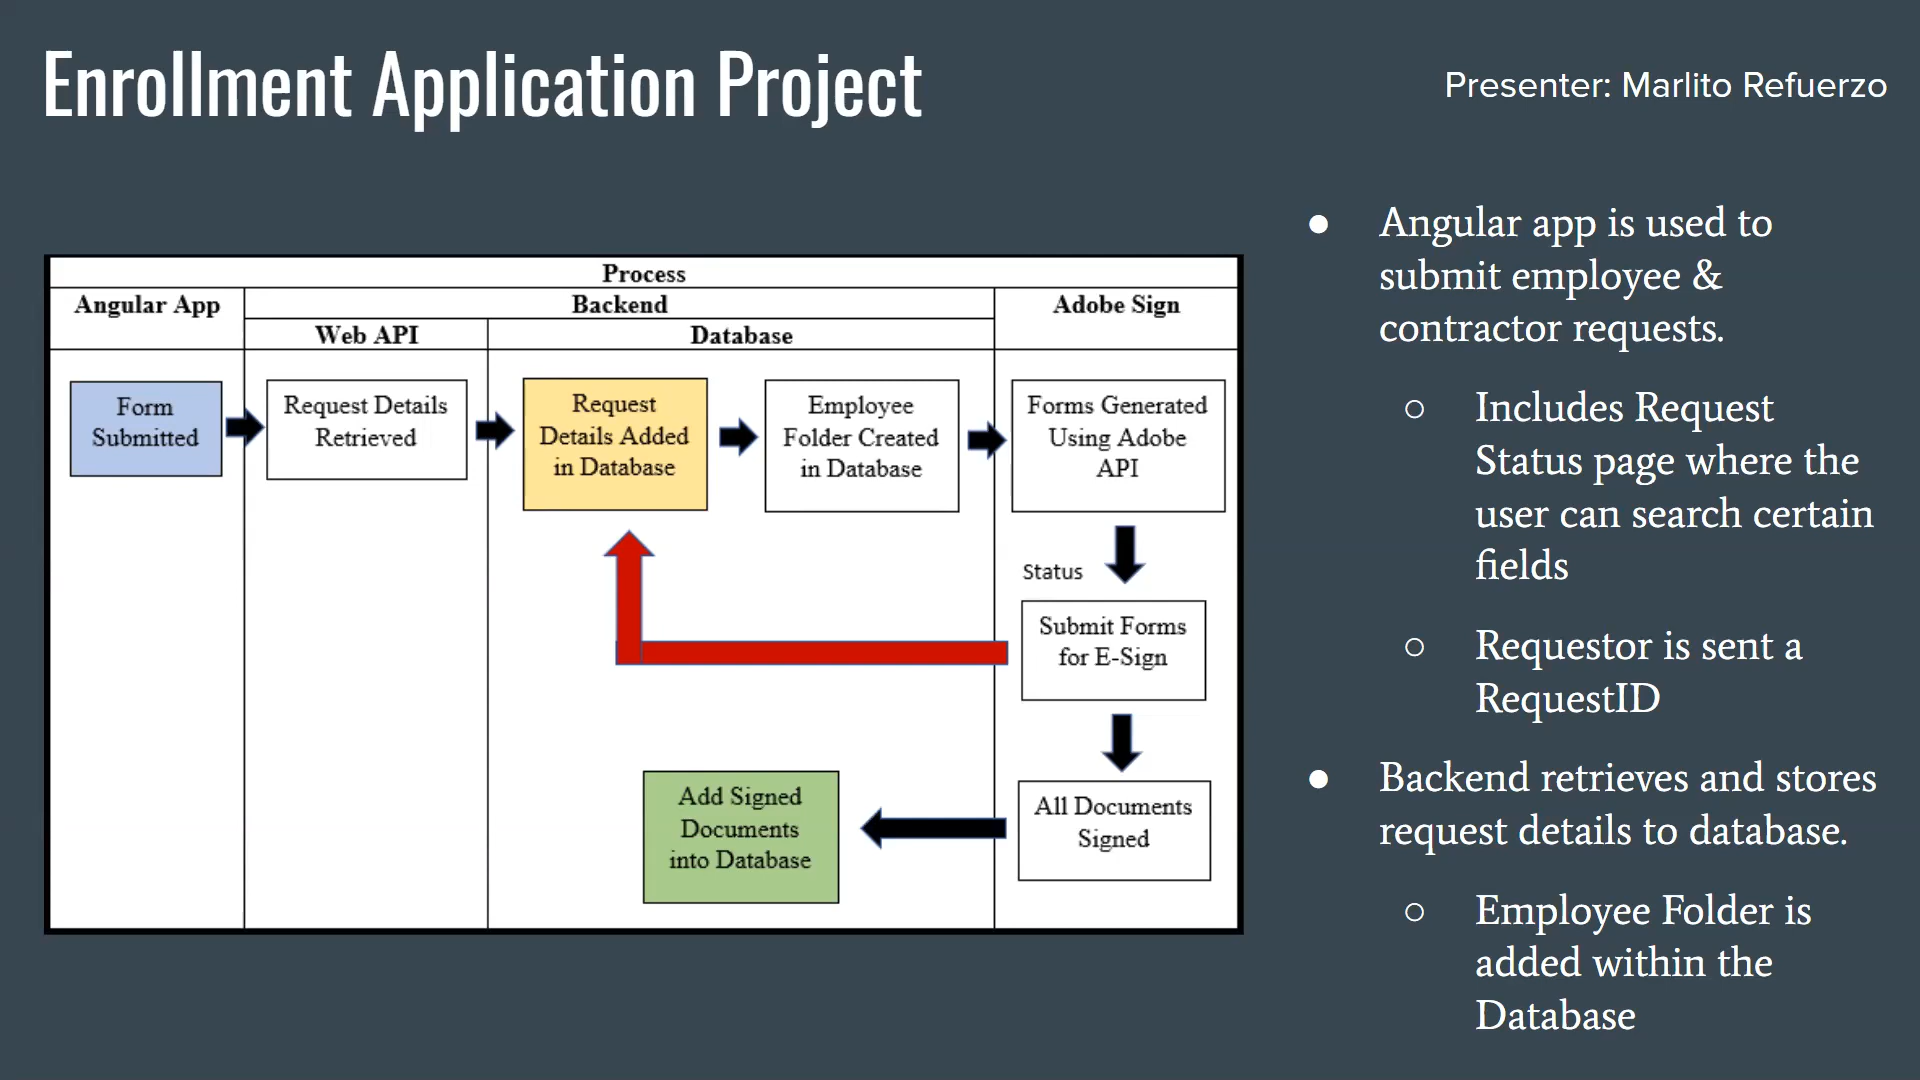 Enrollment Application Project
Presenter: Marlito Refuerzo
Process
Angular App
Backend
Adobe Sign
Web API
Database
Form
Submitted
Request Details
Retrieved
Request
Details Added
in Database
Employee
Folder Created
in Database
Forms Generated
Using Adobe
API
Status
Submit Forms
for E-Sign
Add Signed
Documents
into Database
All Documents
Signed
● Angular app is used to
submit employee &
contractor requests.
○ Includes Request
Status page where the
user can search certain
fields
○ Requestor is sent a
RequestID
● Backend retrieves and stores
request details to database.
○ Employee Folder is
added within the
Database